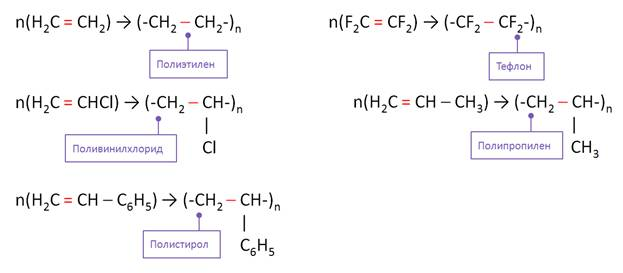 n(H₂C = CH₂) → (-CH₂ – CH₂-)ₙ
Полиэтилен
n(F₂C = CF₂) → (-CF₂ – CF₂-)ₙ
Тефлон
n(H₂C = CHCl) → (-CH₂ – CH-)ₙ
|
Cl
Поливинилхлорид
n(H₂C = CH – CH₃) → (-CH₂ – CH-)ₙ
|
CH₃
Полипропилен
n(H₂C = CH – C₆H₅) → (-CH₂ – CH-)ₙ
|
C₆H₅
Полистирол